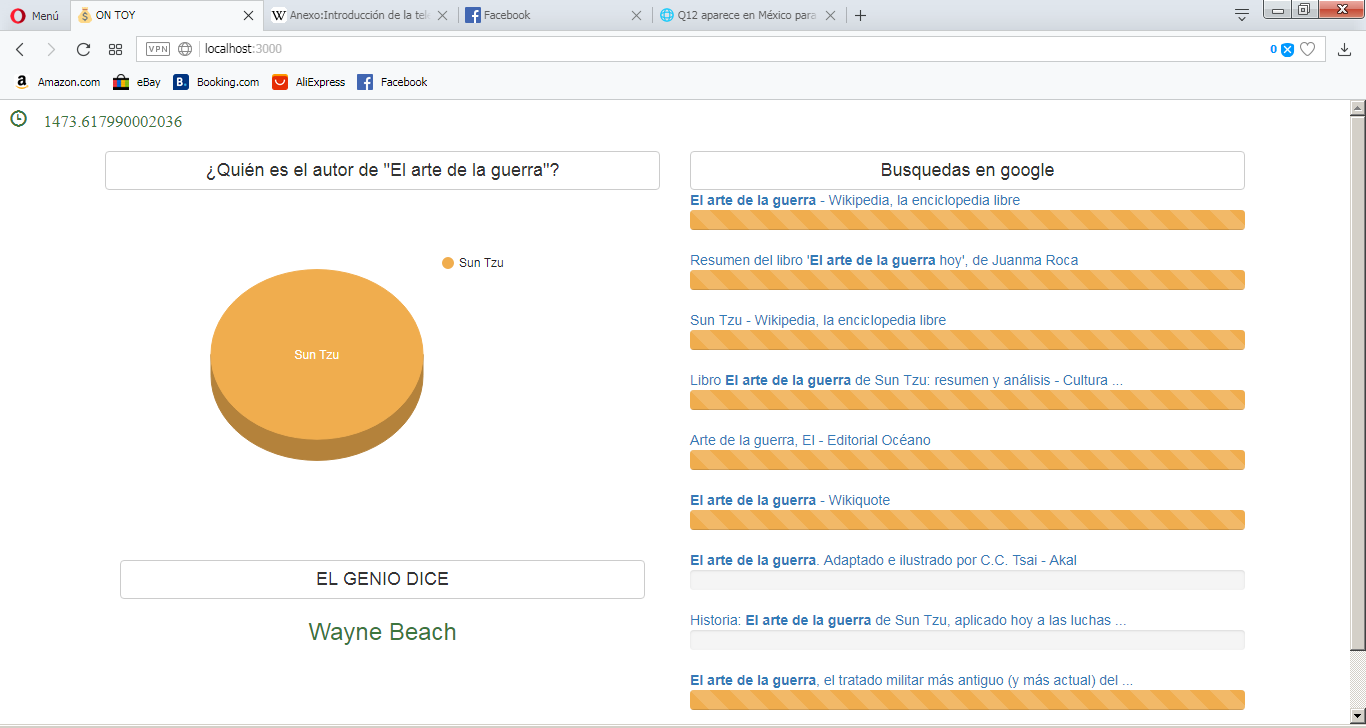 Menú
ON TOY
Anexo:Introducción de la tel
Facebook
Q12 aparece en México para
VPN
localhost:3000
0
Amazon.com
eBay
Booking.com
AliExpress
Facebook
1473.617990002036
¿Quién es el autor de "El arte de la guerra"?
Sun Tzu
Sun Tzu
EL GENIO DICE
Wayne Beach
Busquedas en google
El arte de la guerra - Wikipedia, la enciclopedia libre
Resumen del libro 'El arte de la guerra hoy', de Juanma Roca
Sun Tzu - Wikipedia, la enciclopedia libre
Libro El arte de la guerra de Sun Tzu: resumen y análisis - Cultura ...
Arte de la guerra, El - Editorial Océano
El arte de la guerra - Wikiquote
El arte de la guerra. Adaptado e ilustrado por C.C. Tsai - Akal
Historia: El arte de la guerra de Sun Tzu, aplicado hoy a las luchas ...
El arte de la guerra, el tratado militar más antiguo (y más actual) del ...